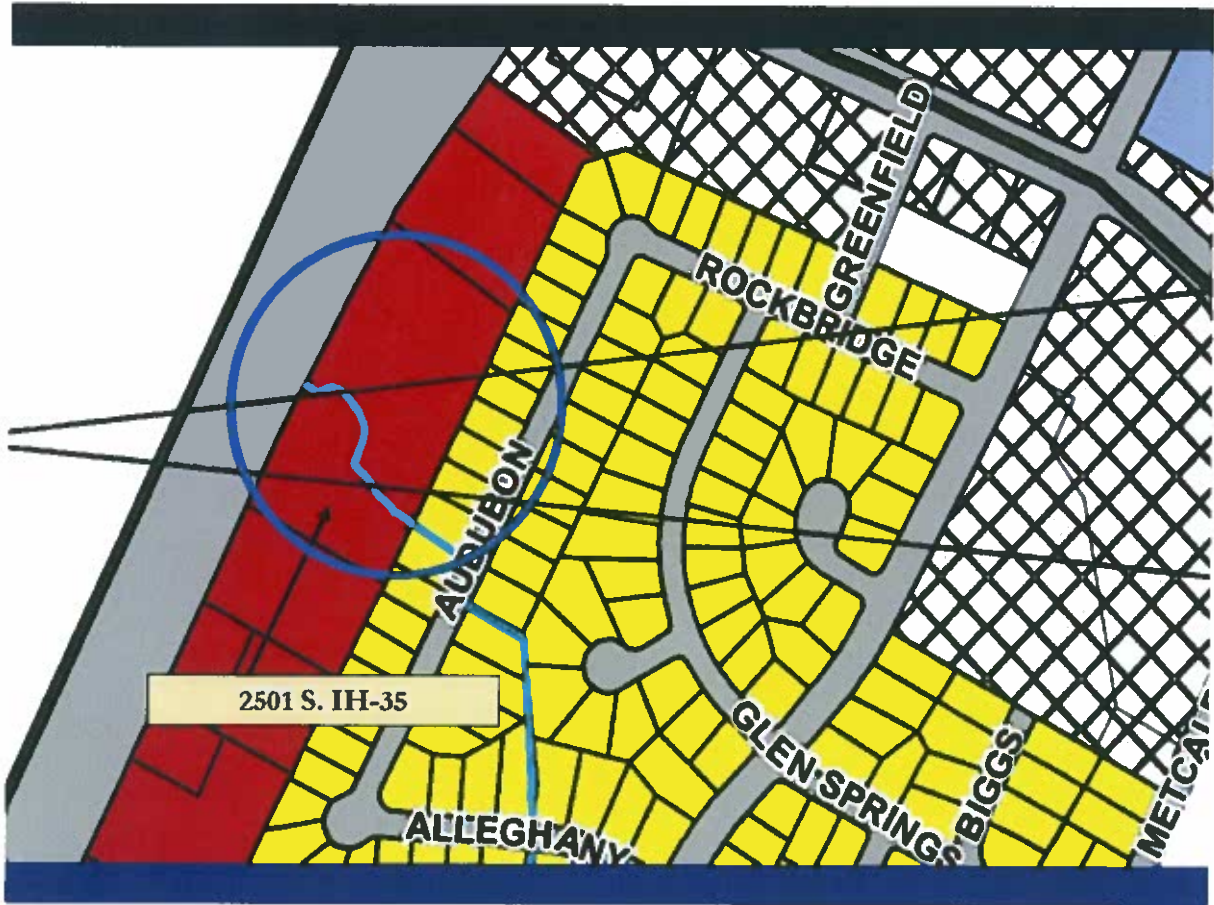 GREENFIELD
ROCKBRIDGE
AUDUBON
2501 S. IH-35
GLEN SPRINGS
BIGGS
ALLEGHANY